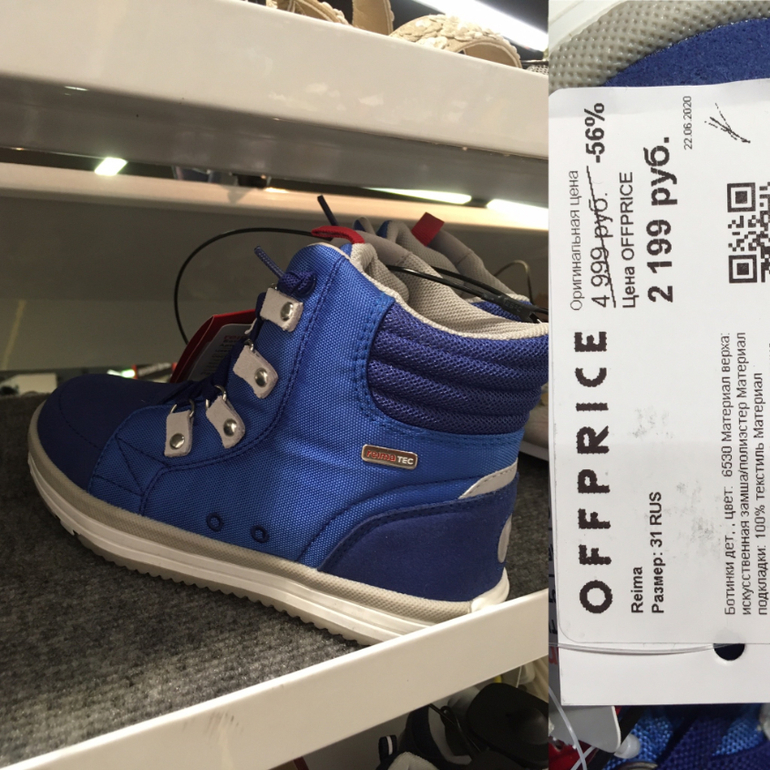 reimaTEC
OFFPRICE
Оригинальная цена
4 999 руб. -56%
Цена OFFPRICE
2 199 руб.
22.06.2020
Reima
Размер: 31 RUS
Ботинки дет, , цвет: 6530 Материал верха:
искусственная замша/полиэстер Материал
подкладки: 100% текстиль Материал